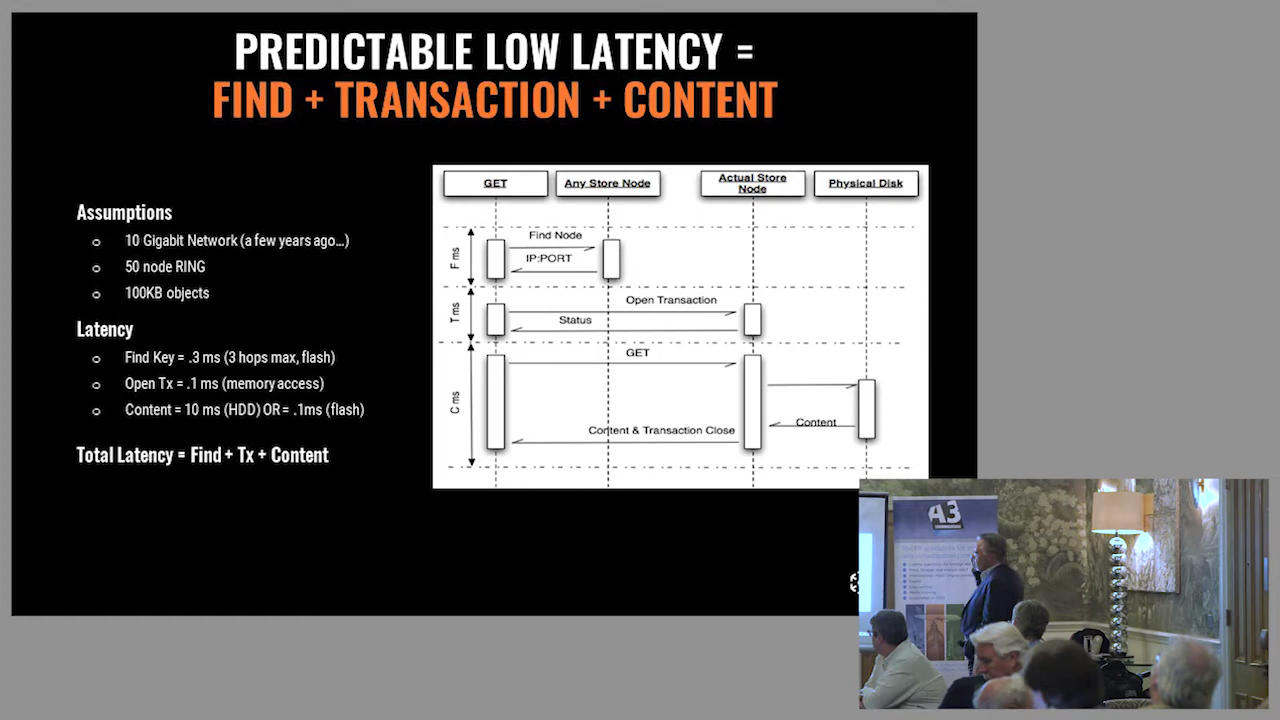 PREDICTABLE LOW LATENCY =
FIND + TRANSACTION + CONTENT
Assumptions
10 Gigabit Network (a few years ago...)
50 node RING
100KB objects
Latency
Find Key = .3 ms (3 hops max, flash)
Open Tx = .1 ms (memory access)
Content = 10 ms (HDD) OR = .1ms (flash)
Total Latency = Find + Tx + Content
GET
Any Store Node
Actual Store
Node
Physical Disk
F ms
Find Node
IP:PORT
T ms
Open Transaction
Status
C ms
GET
Content
Content & Transaction Close
A3